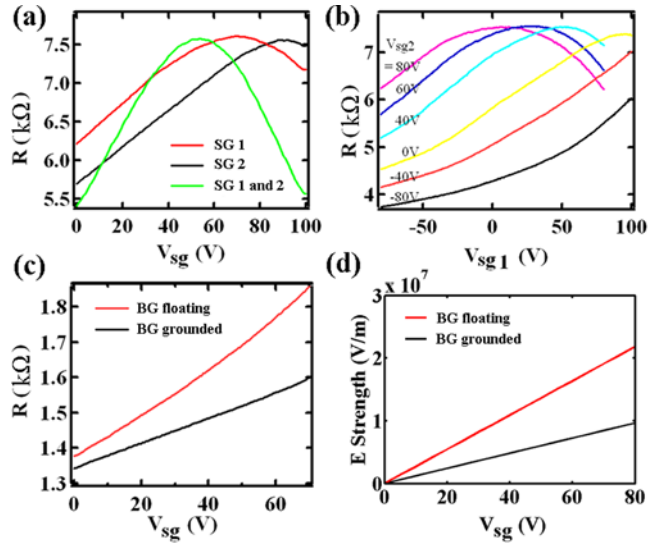 (a)
7.5
7.0
6.5
6.0
5.5
R (kΩ)
SG 1
SG 2
SG 1 and 2
0 20 40 60 80 100
Vsg (V)
(b)
7
6
5
4
R (kΩ)
Vsg2
= 80V
60V
40V
0V
-40V
-80V
-50 0 50 100
Vsg1 (V)
(c)
1.8
1.7
1.6
1.5
1.4
1.3
R (kΩ)
BG floating
BG grounded
0 20 40 60
Vsg (V)
(d)
x 10^7
3
2
1
0
E Strength (V/m)
BG floating
BG grounded
0 20 40 60 80
Vsg (V)